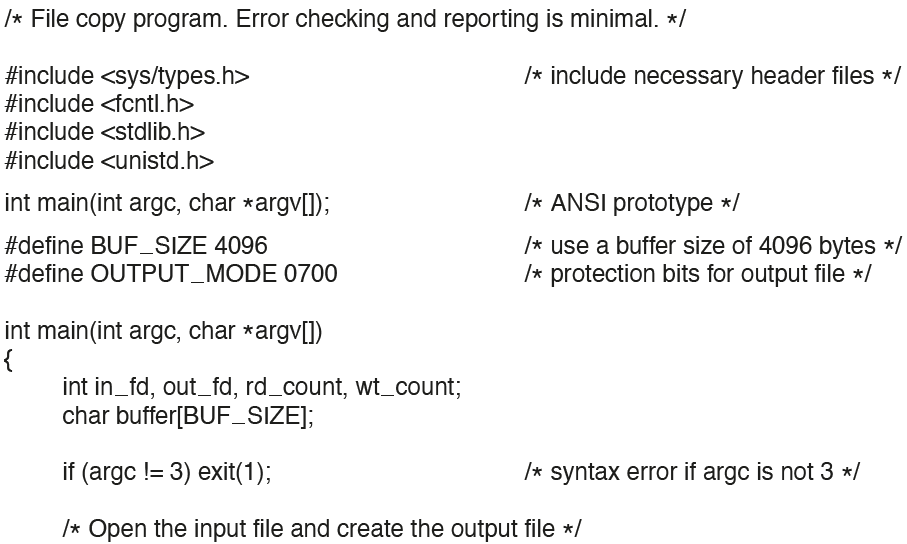 /* File copy program. Error checking and reporting is minimal. */
#include <sys/types.h> /* include necessary header files */
#include <fcntl.h>
#include <stdlib.h>
#include <unistd.h>
int main(int argc, char *argv[]); /* ANSI prototype */
#define BUF_SIZE 4096 /* use a buffer size of 4096 bytes */
#define OUTPUT_MODE 0700 /* protection bits for output file */
int main(int argc, char *argv[])
{
int in_fd, out_fd, rd_count, wt_count;
char buffer[BUF_SIZE];
if (argc != 3) exit(1); /* syntax error if argc is not 3 */
/* Open the input file and create the output file */